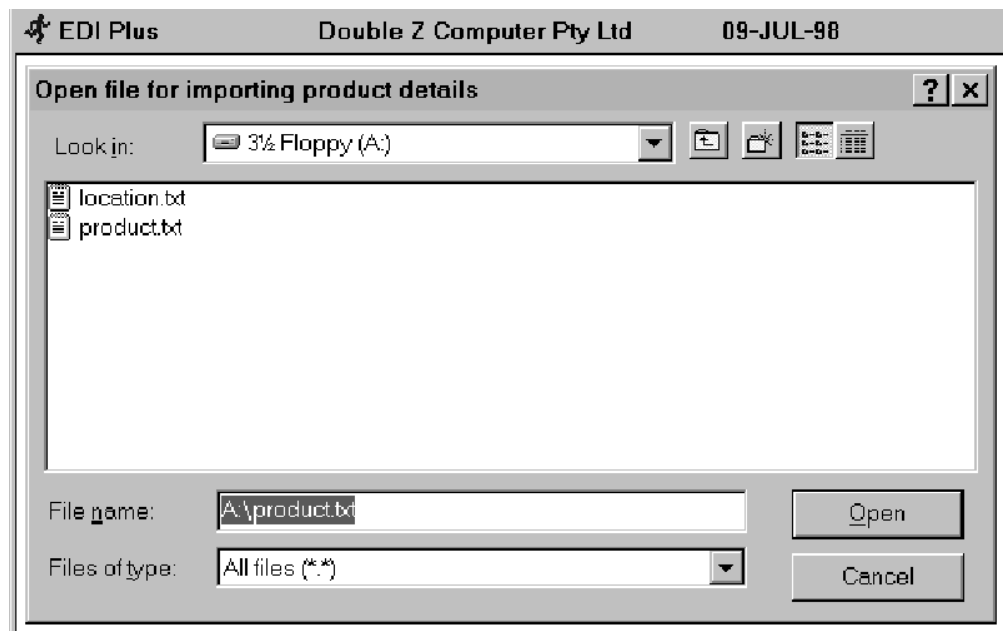 EDI Plus Double Z Computer Pty Ltd 09-JUL-98
Open file for importing product details ? ×
Look in: 3½ Floppy (A:)
location.txt
product.txt
File name: A:\product.txt Open
Files of type: All files (*.*) Cancel